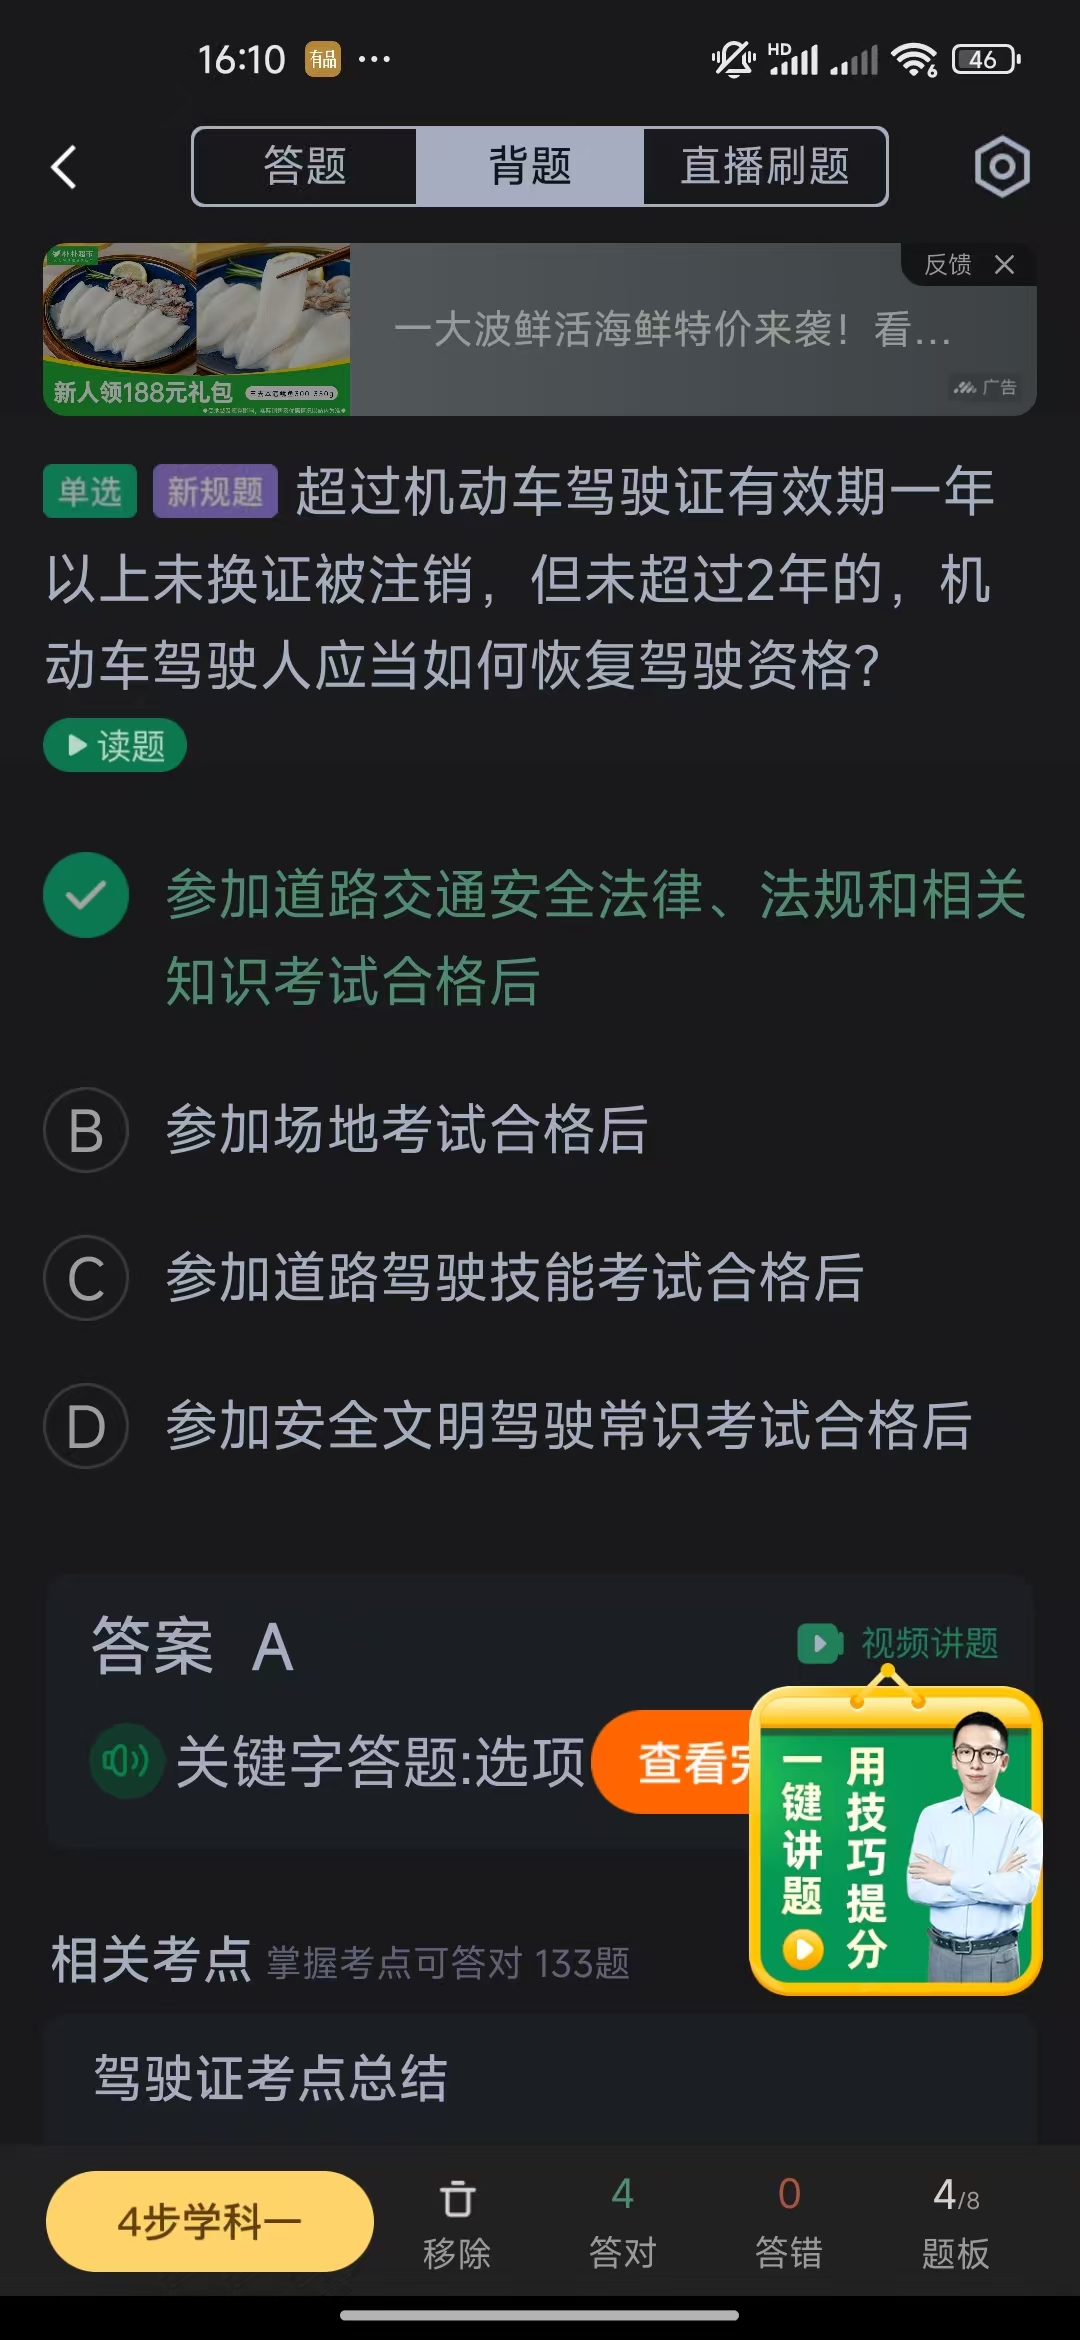 16:10 有品 ···
HD 6 46
答题 背题 直播刷题
朴朴超市
新人领188元礼包
反馈 ×
一大波鲜活海鲜特价来袭！看...
广告
单选 新规题 超过机动车驾驶证有效期一年
以上未换证被注销，但未超过2年的，机
动车驾驶人应当如何恢复驾驶资格？
读题
参加道路交通安全法律、法规和相关
知识考试合格后
B 参加场地考试合格后
C 参加道路驾驶技能考试合格后
D 参加安全文明驾驶常识考试合格后
答案 A
视频讲题
关键字答题:选项
查看完
一键讲题
用技巧提分
相关考点 掌握考点可答对 133题
驾驶证考点总结
4步学科一
移除
4
答对
0
答错
4/8
题板